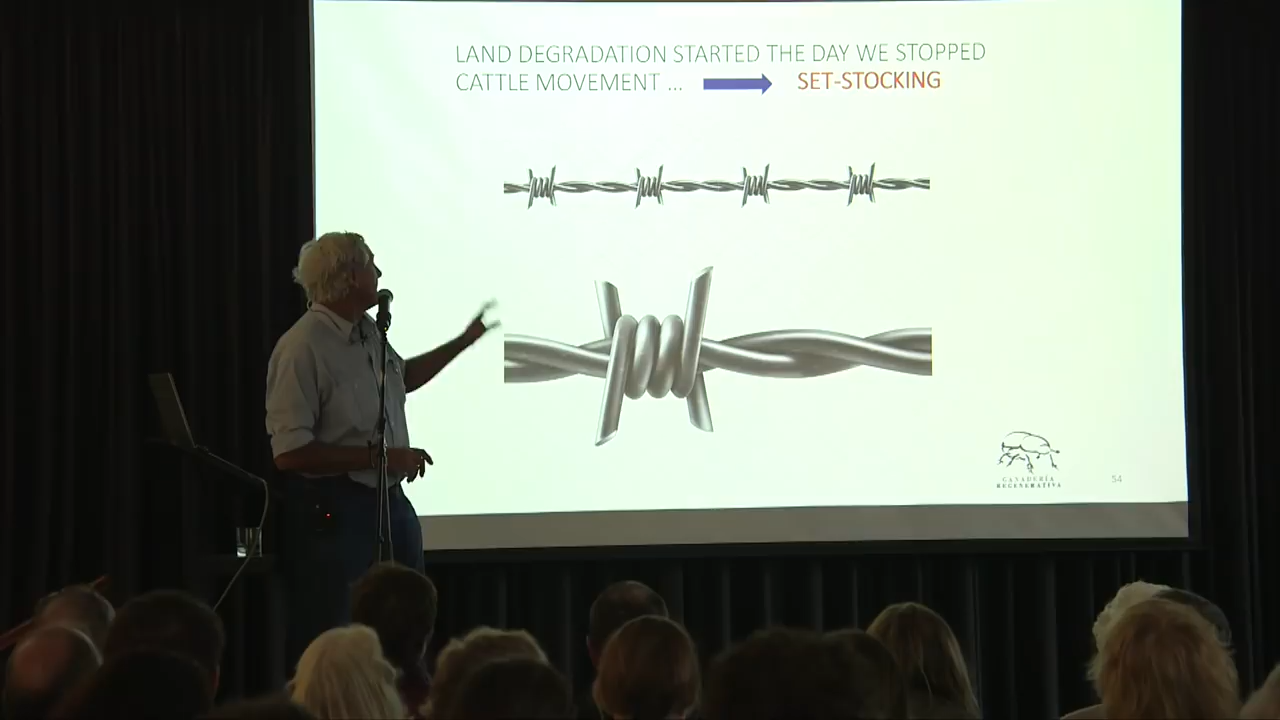 LAND DEGRADATION STARTED THE DAY WE STOPPED
CATTLE MOVEMENT ... SET-STOCKING
GANADERÍA
REGENERATIVA
54